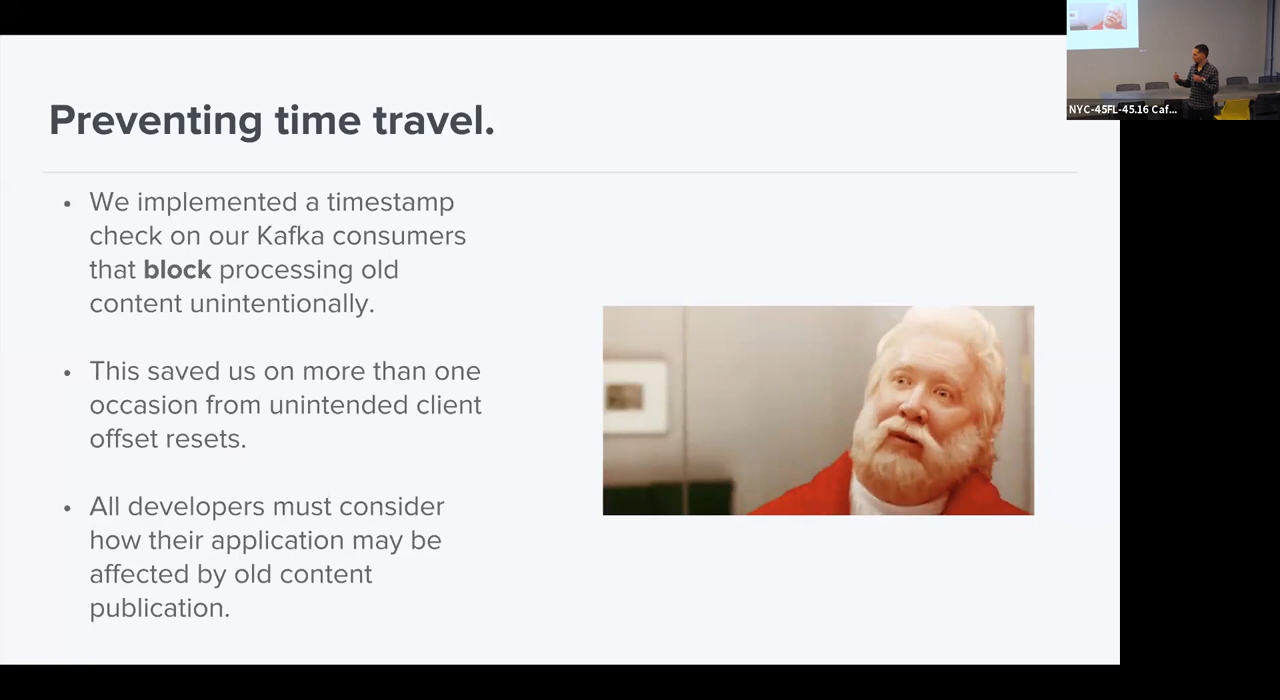 Preventing time travel.
• We implemented a timestamp
check on our Kafka consumers
that block processing old
content unintentionally.
• This saved us on more than one
occasion from unintended client
offset resets.
• All developers must consider
how their application may be
affected by old content
publication.
NYC-45FL-45.16 Caf...